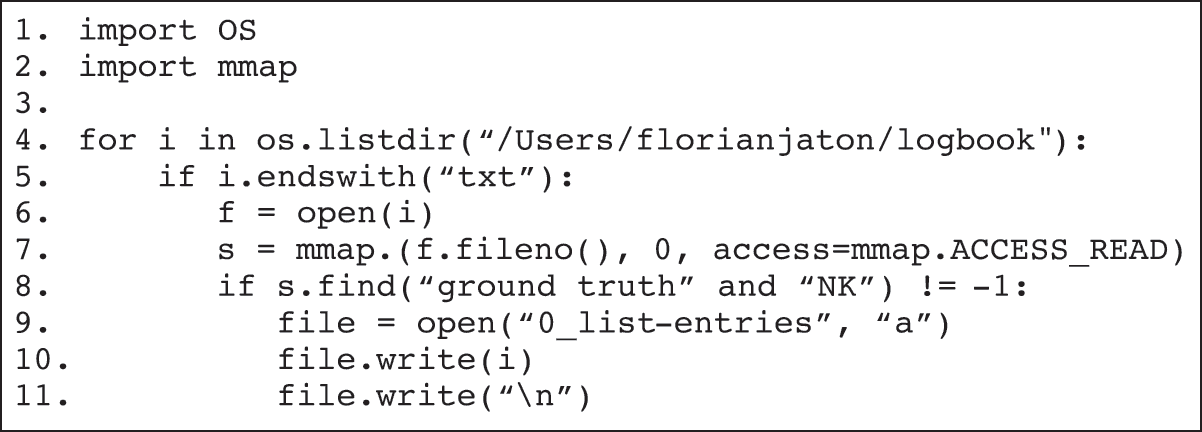 1. import OS
2. import mmap
3.
4. for i in os.listdir(“/Users/florianjaton/logbook"):
5.     if i.endswith(“txt”):
6.        f = open(i)
7.        s = mmap.(f.fileno(), 0, access=mmap.ACCESS_READ)
8.        if s.find(“ground truth” and “NK”) != -1:
9.           file = open(“0_list-entries”, “a”)
10.          file.write(i)
11.          file.write(“\n”)